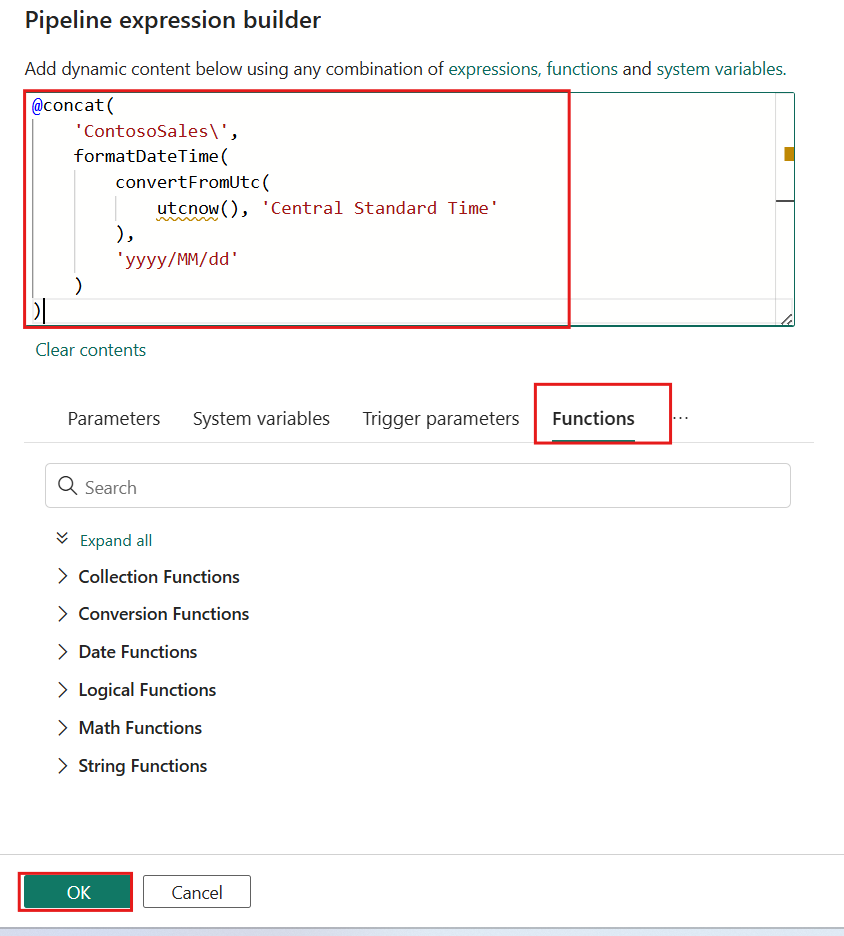 Pipeline expression builder
Add dynamic content below using any combination of expressions, functions and system variables.
@concat(
    'ContosoSales\',
    formatDateTime(
        convertFromUtc(
            utcnow(), 'Central Standard Time'
        ),
        'yyyy/MM/dd'
    )
)
Clear contents
Parameters System variables Trigger parameters Functions ...
Search
Expand all
Collection Functions
Conversion Functions
Date Functions
Logical Functions
Math Functions
String Functions
OK Cancel